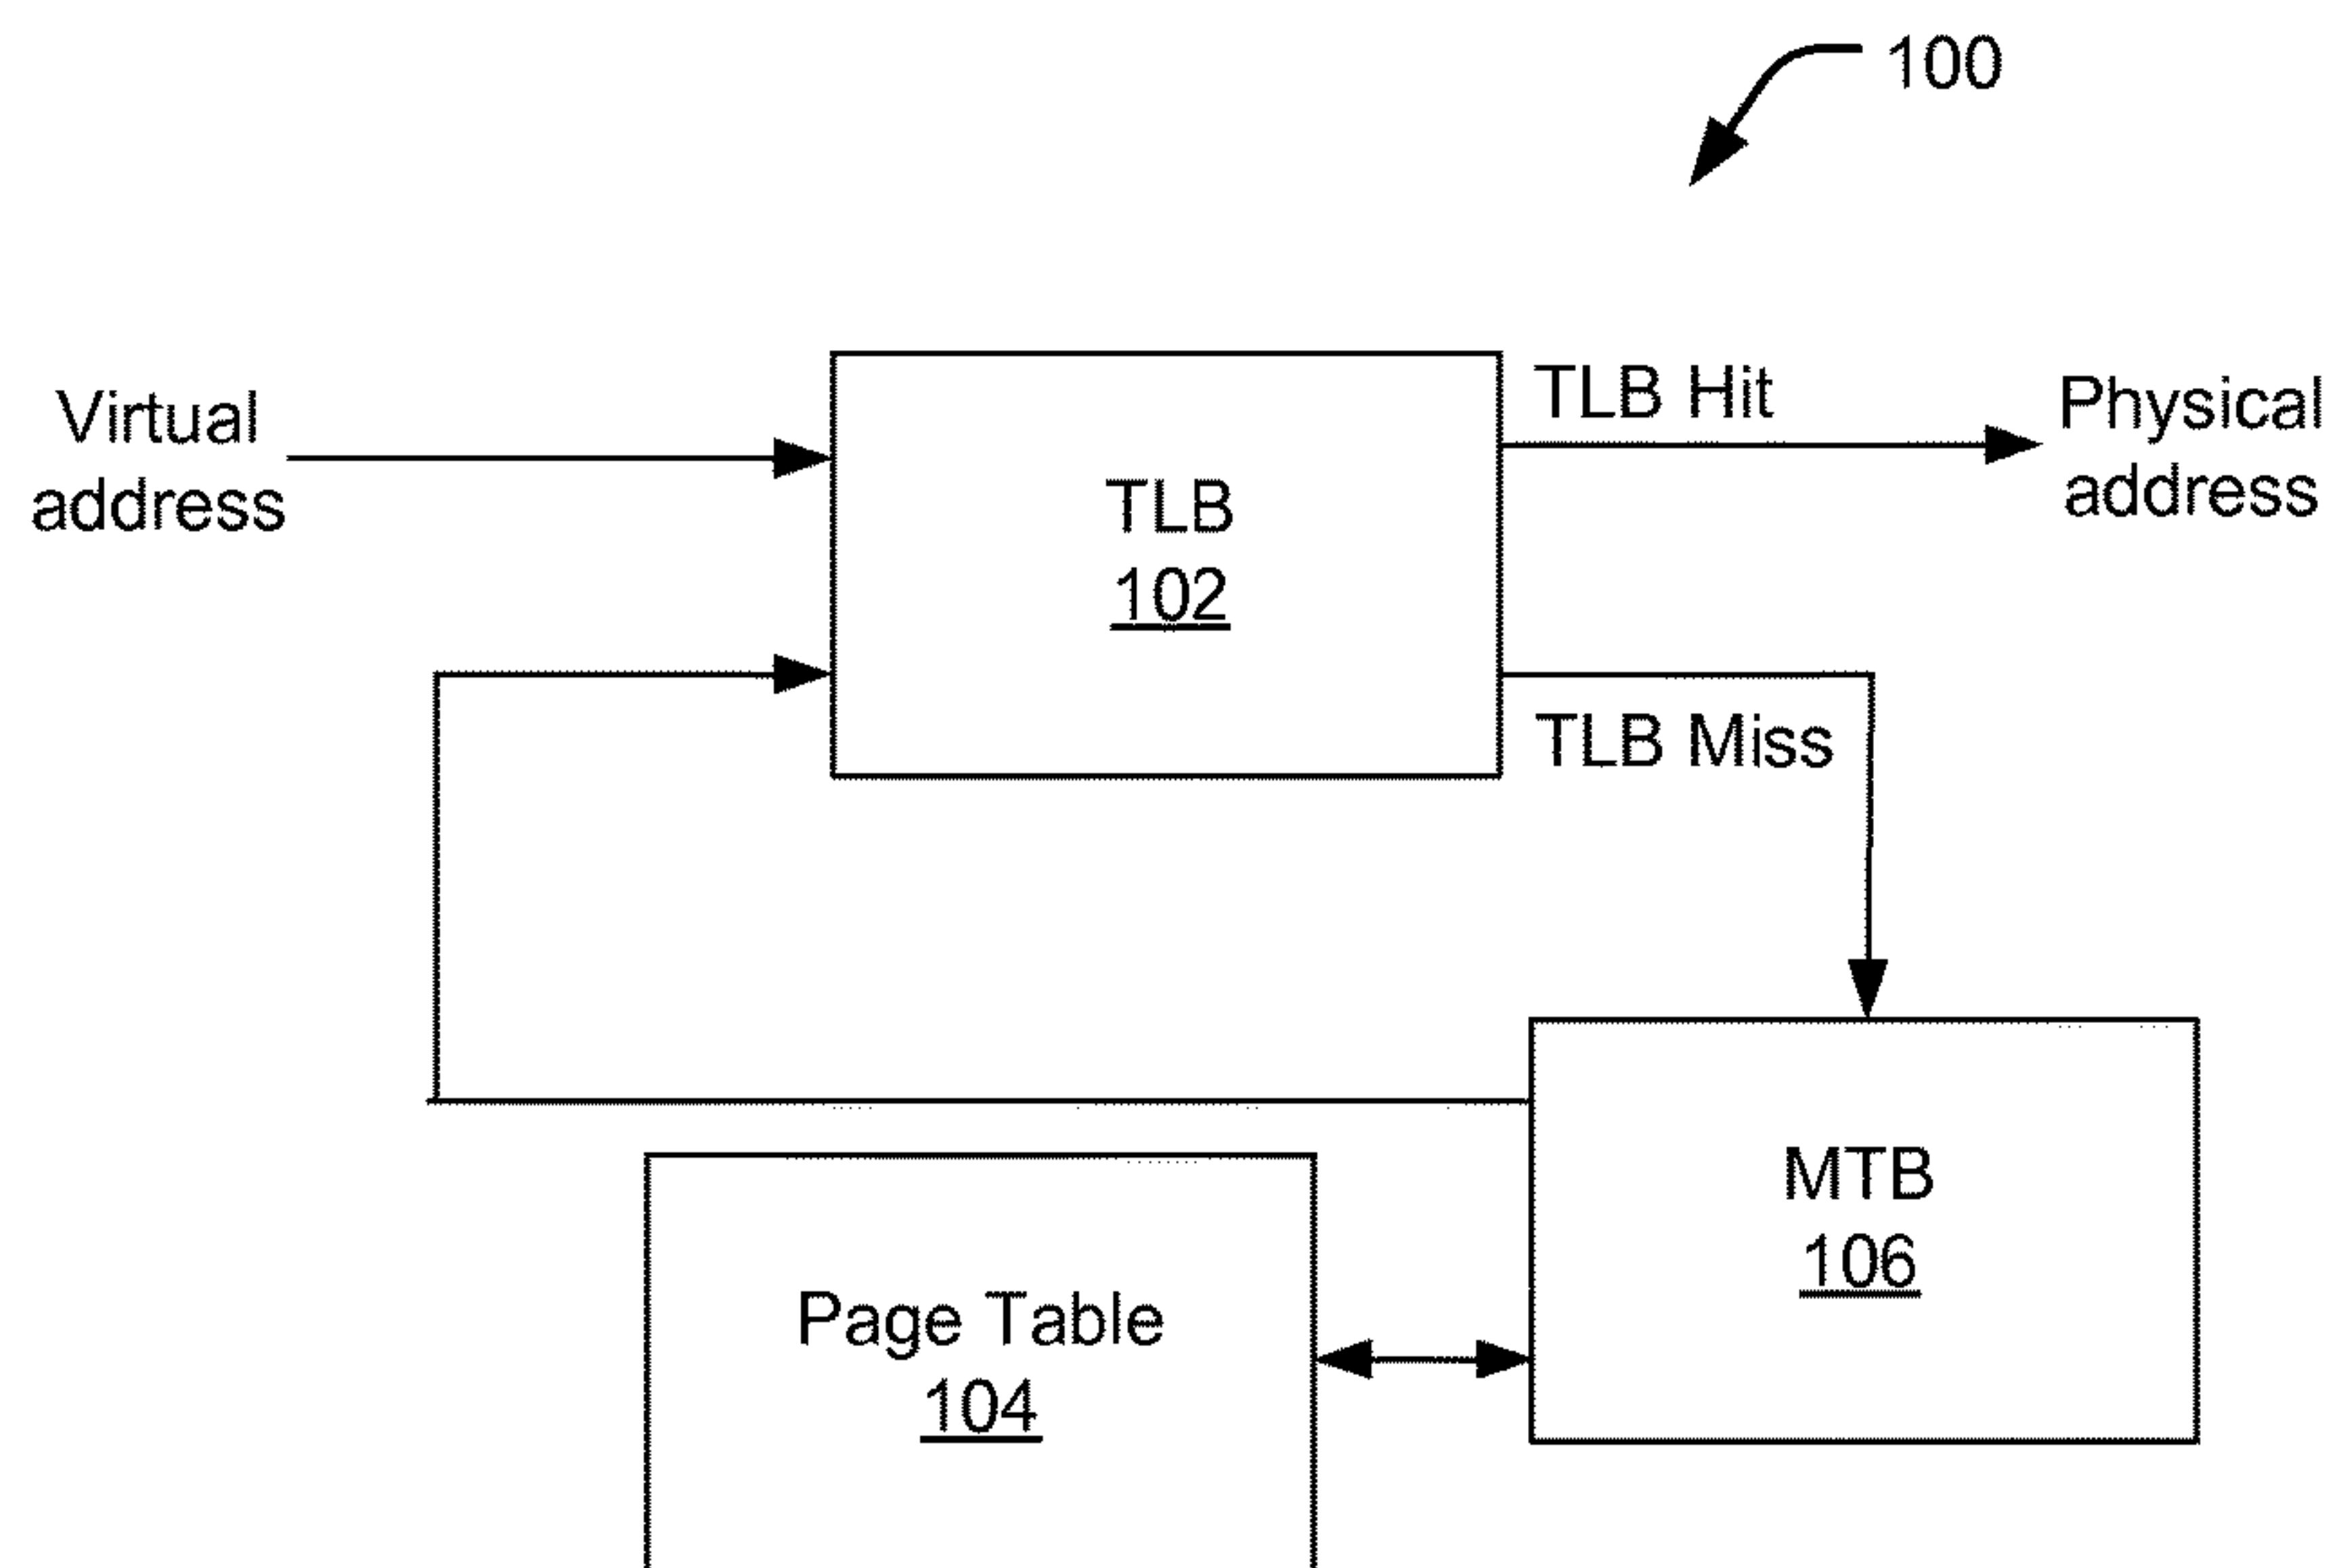 100
Virtual
address
TLB
102
TLB Hit
Physical
address
TLB Miss
MTB
106
Page Table
104